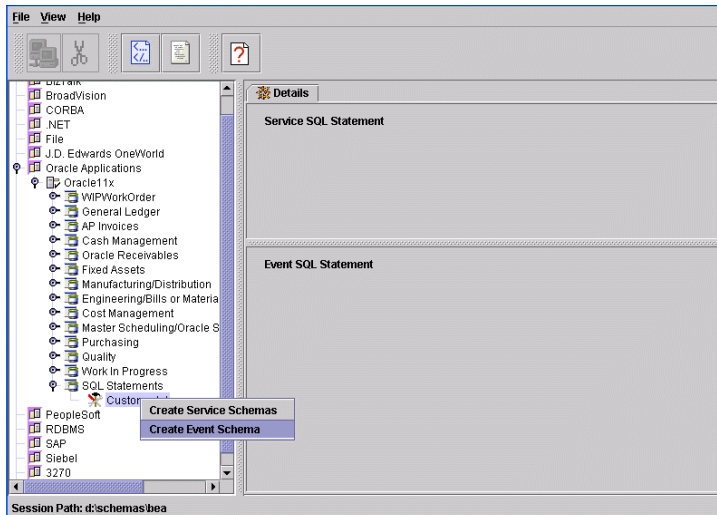 File View Help
BizTalk
BroadVision
CORBA
.NET
File
J.D. Edwards OneWorld
Oracle Applications
Oracle11x
WIPWorkOrder
General Ledger
AP Invoices
Cash Management
Oracle Receivables
Fixed Assets
Manufacturing/Distribution
Engineering/Bills or Materia
Cost Management
Master Scheduling/Oracle S
Purchasing
Quality
Work In Progress
SQL Statements
PeopleSoft
RDBMS
SAP
Siebel
3270
Create Service Schemas
Create Event Schema
Details
Service SQL Statement
Event SQL Statement
Session Path: d:\schemas\bea